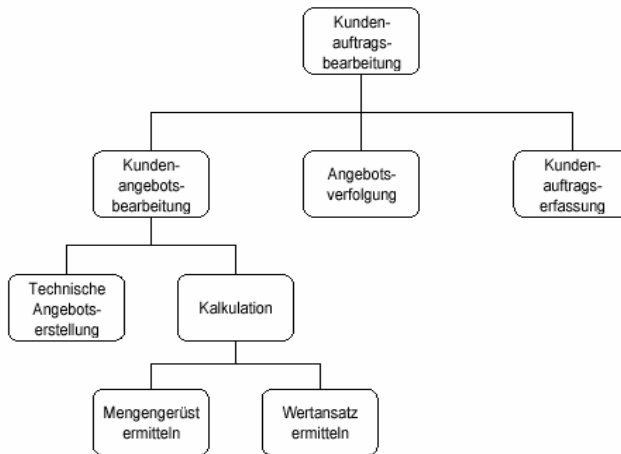 Kunden-
auftrags-
bearbeitung
Kunden-
angebots-
bearbeitung
Angebots-
verfolgung
Kunden-
auftrags-
erfassung
Technische
Angebots-
erstellung
Kalkulation
Mengengerüst
ermitteln
Wertansatz
ermitteln